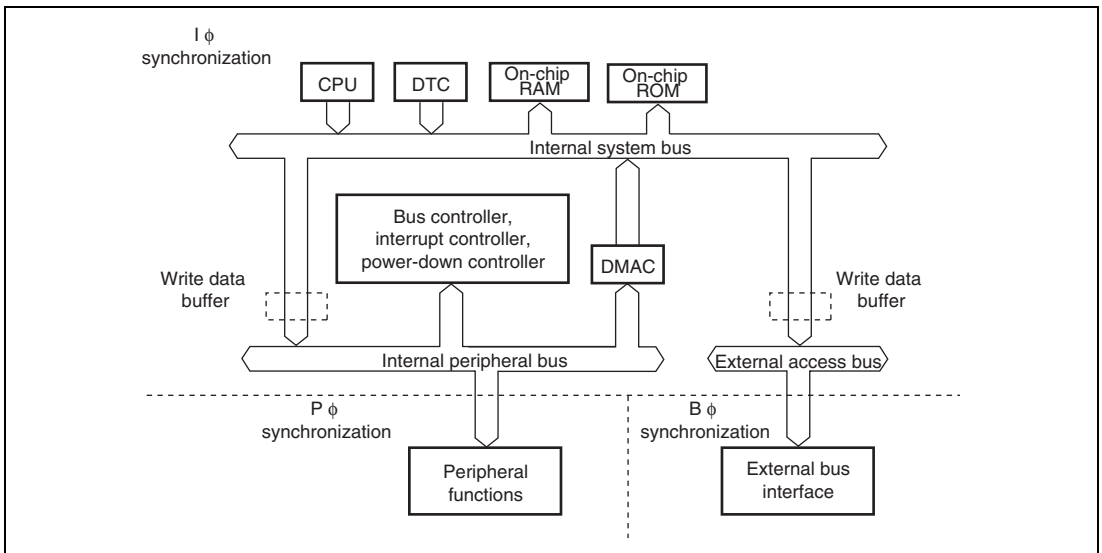 I ϕ
synchronization
CPU
DTC
On-chip
RAM
On-chip
ROM
Internal system bus
Bus controller,
interrupt controller,
power-down controller
DMAC
Write data
buffer
Write data
buffer
Internal peripheral bus
External access bus
P ϕ
synchronization
B ϕ
synchronization
Peripheral
functions
External bus
interface